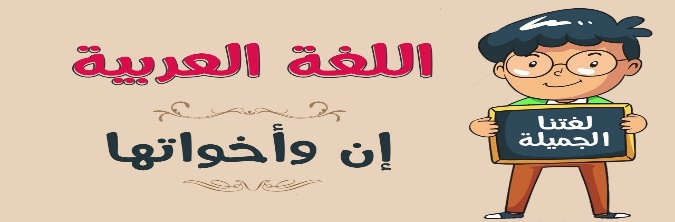 اللغة العربية
إن وأخواتها
لغتنا
الجميلة